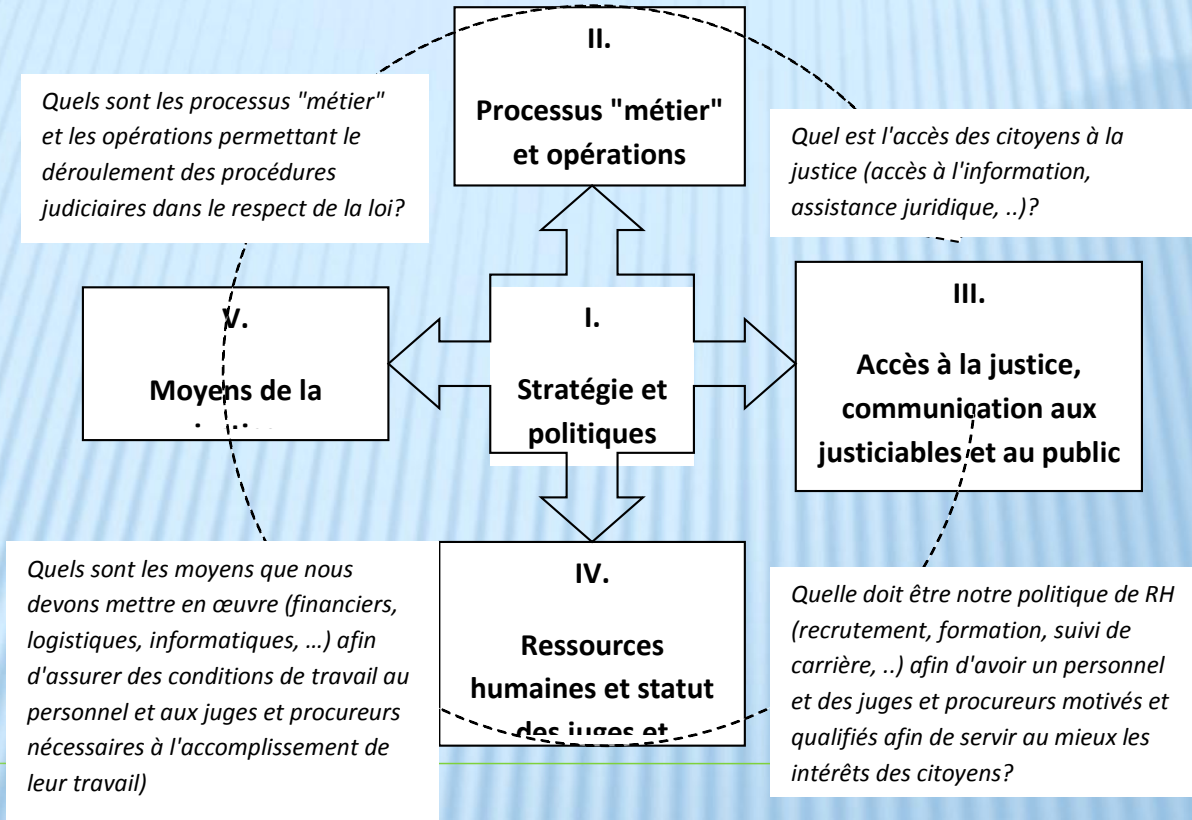 II.
Processus "métier"
et opérations
Quels sont les processus "métier"
et les opérations permettant le
déroulement des procédures
judiciaires dans le respect de la loi?
Quel est l'accès des citoyens à la
justice (accès à l'information,
assistance juridique, ..)?
V.
Moyens de la
I.
Stratégie et
politiques
III.
Accès à la justice,
communication aux
justiciables et au public
Quels sont les moyens que nous
devons mettre en œuvre (financiers,
logistiques, informatiques, …) afin
d'assurer des conditions de travail au
personnel et aux juges et procureurs
nécessaires à l'accomplissement de
leur travail)
IV.
Ressources
humaines et statut
des juges et
Quelle doit être notre politique de RH
(recrutement, formation, suivi de
carrière, ..) afin d'avoir un personnel
et des juges et procureurs motivés et
qualifiés afin de servir au mieux les
intérêts des citoyens?